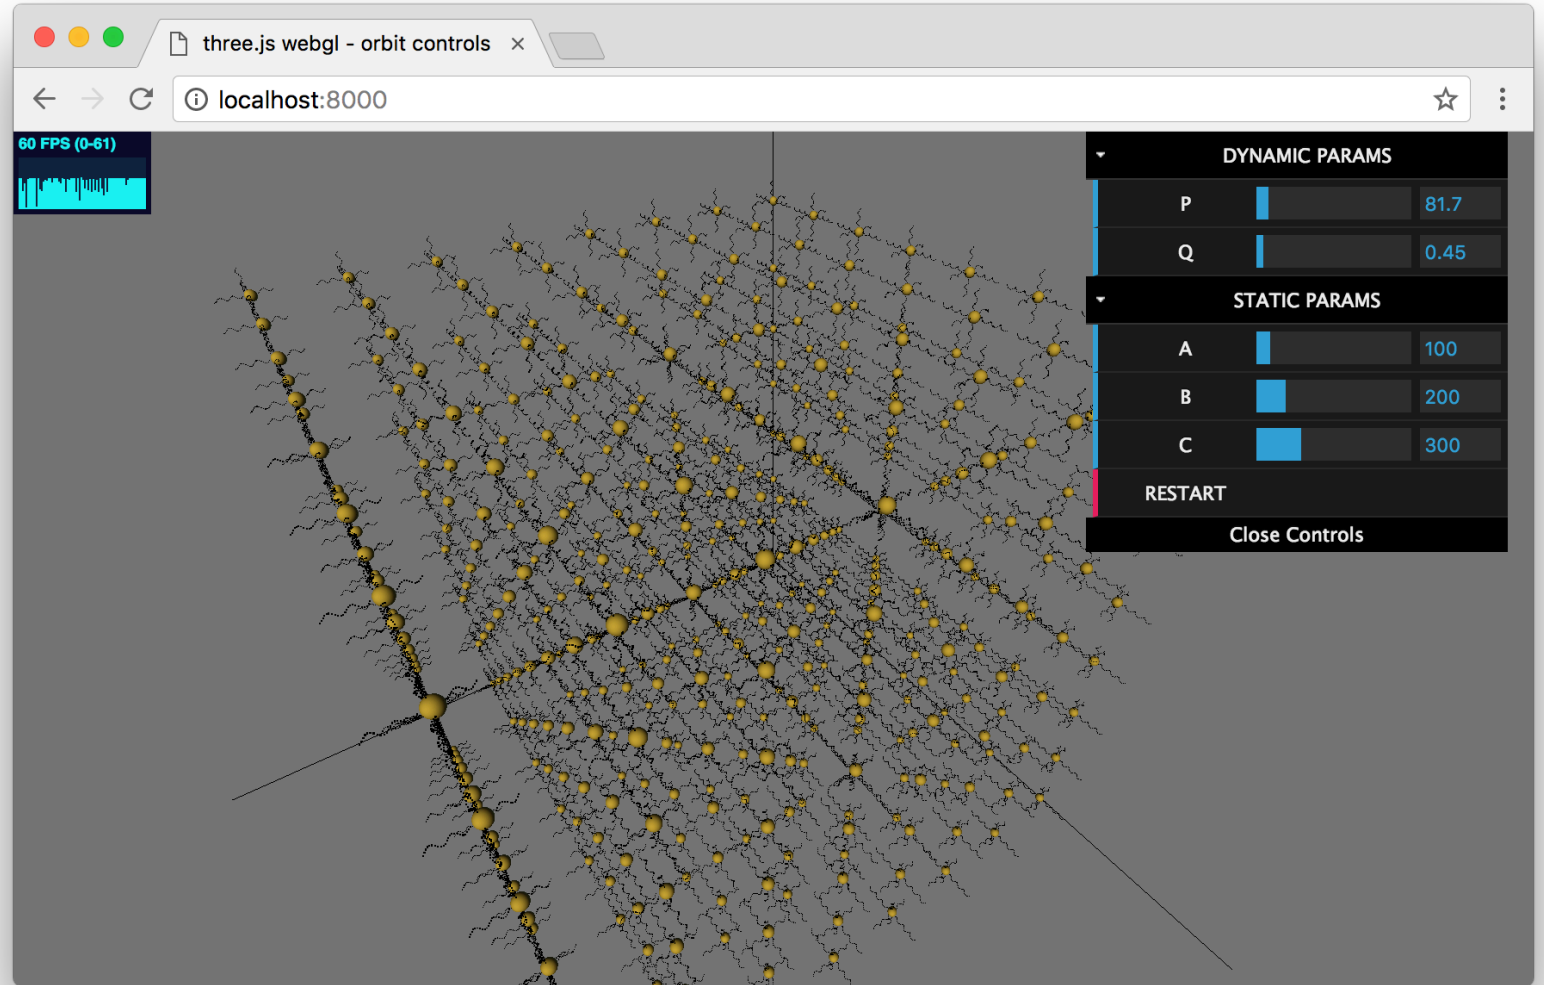 three.js webgl - orbit controls
localhost:8000
60 FPS (0-61)
DYNAMIC PARAMS
P 81.7
Q 0.45
STATIC PARAMS
A 100
B 200
C 300
RESTART
Close Controls